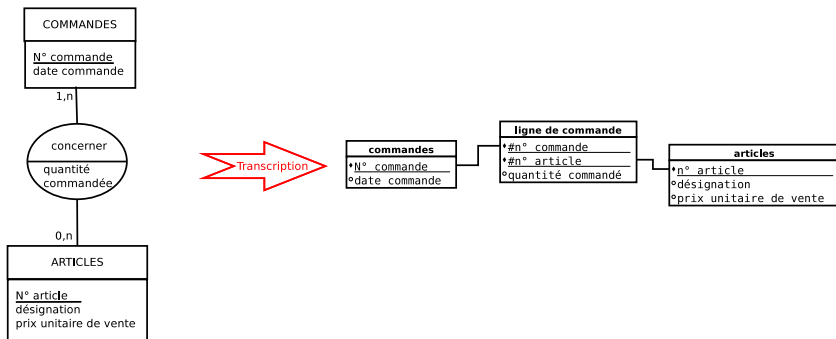 COMMANDES
N° commande
date commande
1,n
concerner
quantité
commandée
0,n
ARTICLES
N° article
désignation
prix unitaire de vente
Transcription
commandes
N° commande
date commande
ligne de commande
#n° commande
#n° article
quantité commandé
articles
n° article
désignation
prix unitaire de vente